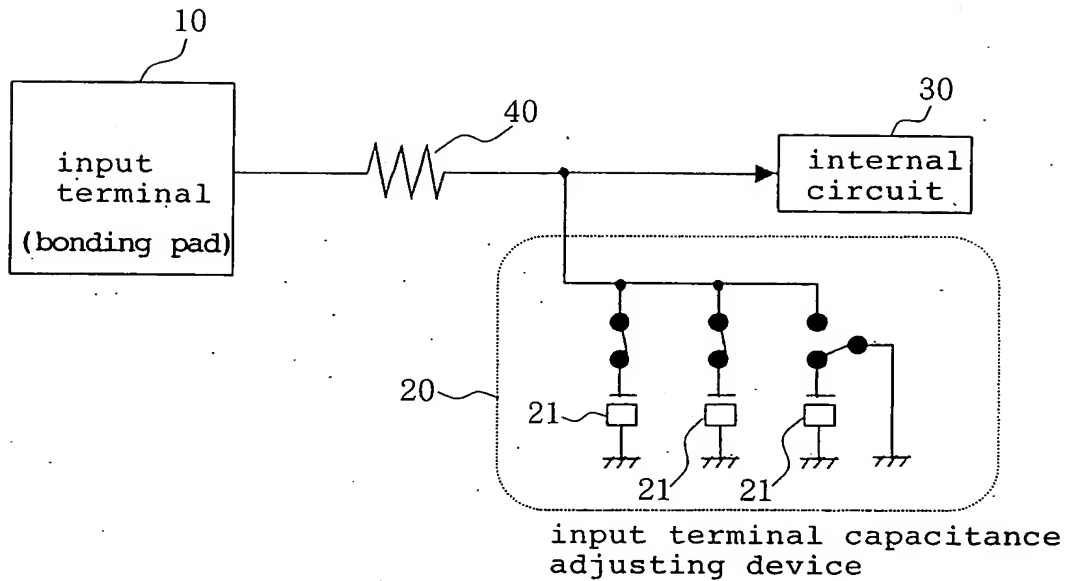 10
input
terminal
(bonding pad)
40
30
internal
circuit
20
21
21
21
input terminal capacitance
adjusting device